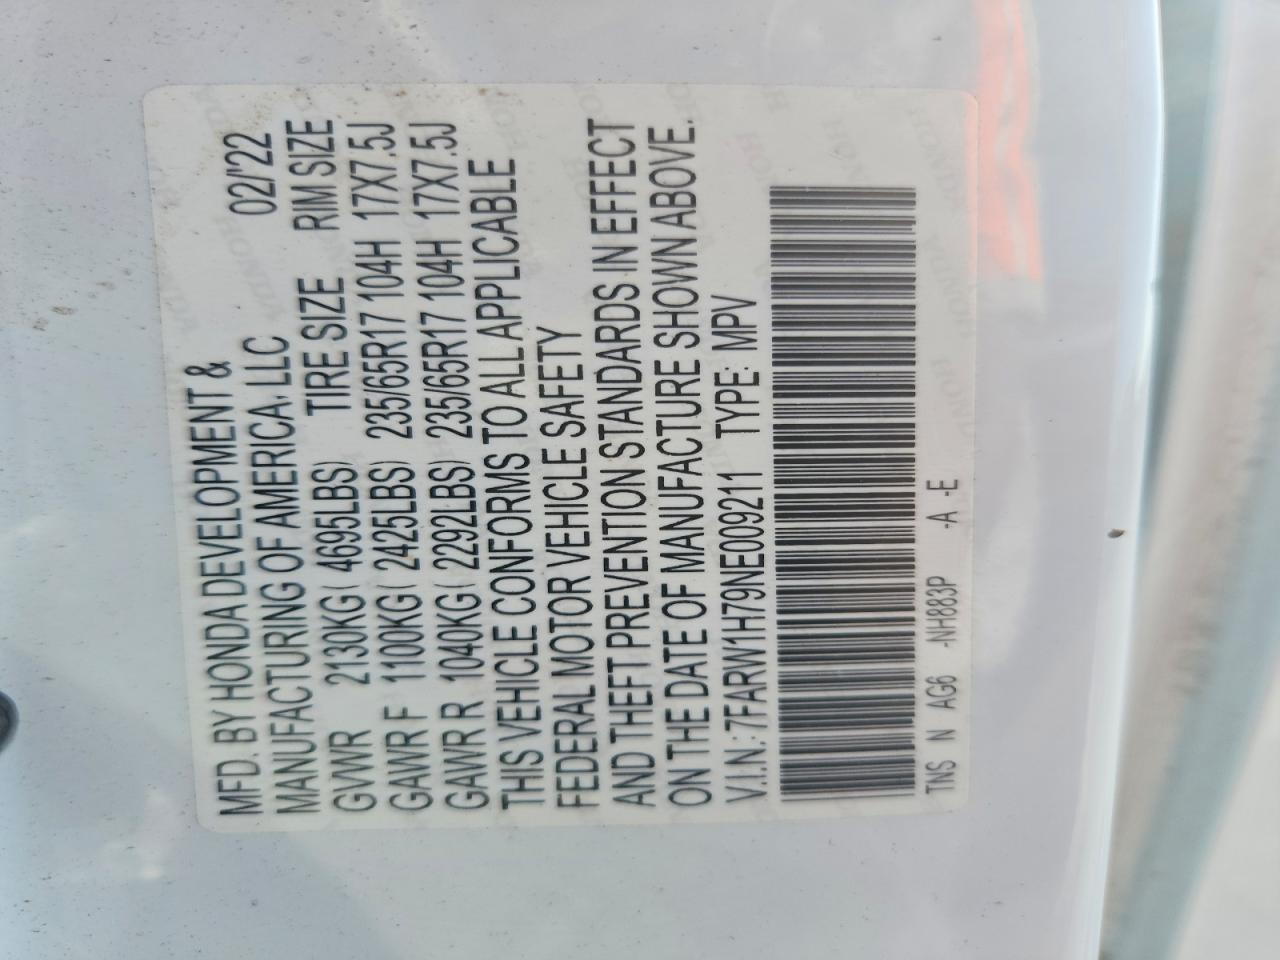 MFD. BY HONDA DEVELOPMENT &
MANUFACTURING OF AMERICA, LLC 02/'22
TIRE SIZE RIM SIZE
GVWR 2130KG( 4695LBS)
GAWR F 1100KG( 2425LBS) 235/65R17 104H 17X7.5J
GAWR R 1040KG( 2292LBS) 235/65R17 104H 17X7.5J
THIS VEHICLE CONFORMS TO ALL APPLICABLE
FEDERAL MOTOR VEHICLE SAFETY
AND THEFT PREVENTION STANDARDS IN EFFECT
ON THE DATE OF MANUFACTURE SHOWN ABOVE.
V.I.N.: 7FARW1H79NE009211 TYPE: MPV
TNS N AG6 -NH883P -A -E